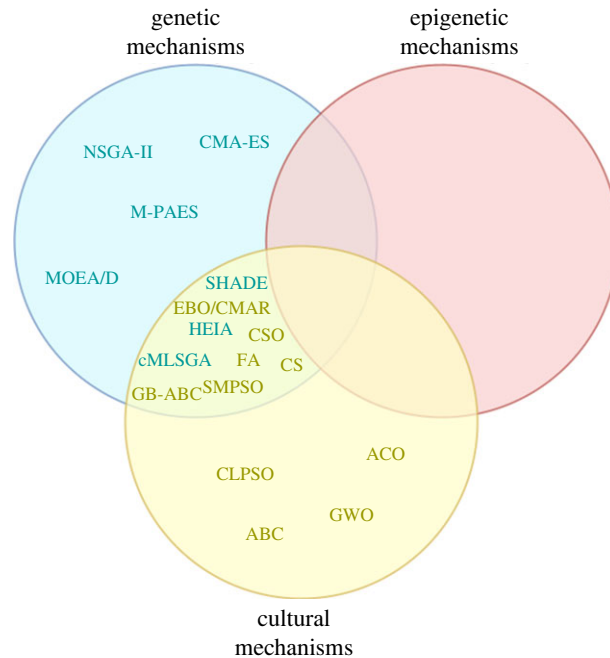 genetic
mechanisms
epigenetic
mechanisms
NSGA-II
CMA-ES
M-PAES
MOEA/D
SHADE
EBO/CMAR
HEIA
CSO
cMLSGA
FA
CS
GB-ABC
SMPSO
ACO
CLPSO
GWO
ABC
cultural
mechanisms